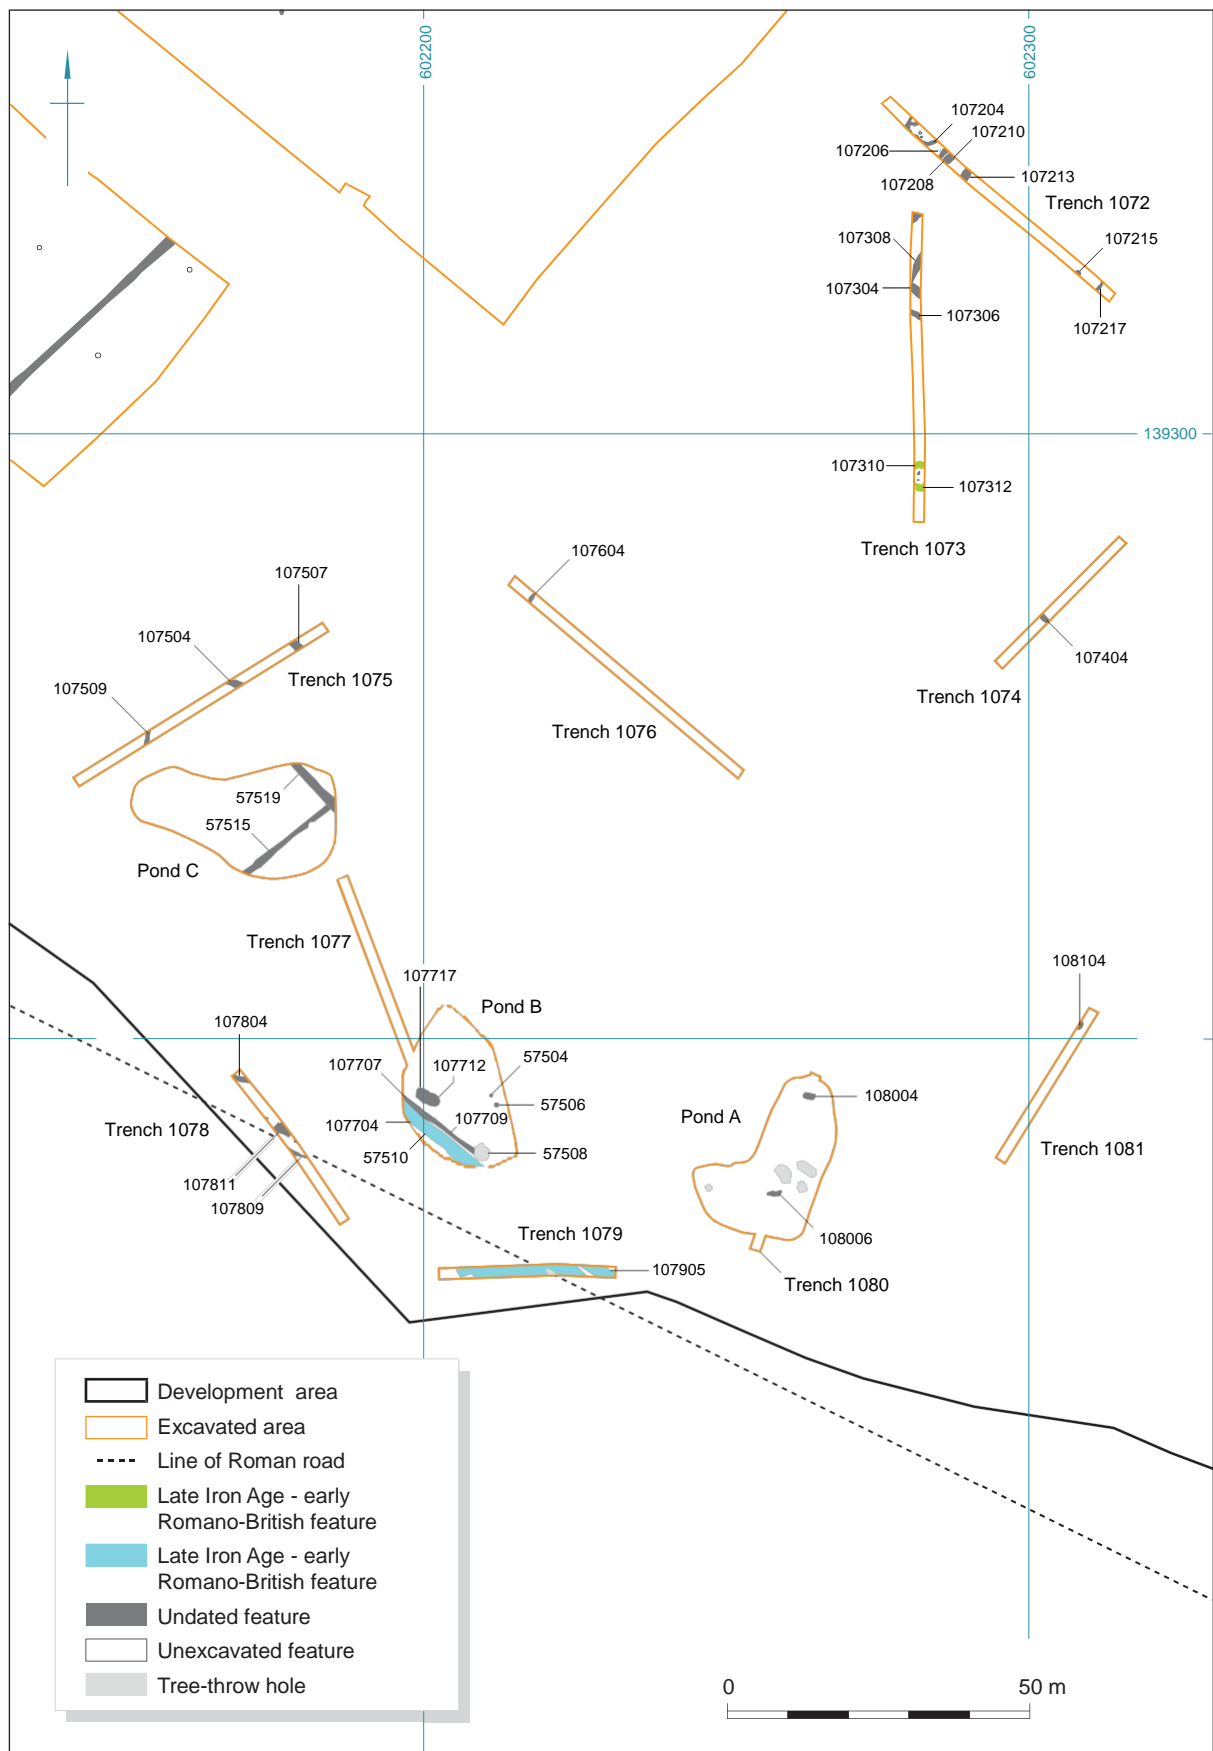 602200
602300
107204
107210
107206
107208
107213
Trench 1072
107215
107308
107304
107306
107217
139300
107310
107312
Trench 1073
107604
107507
107504
107404
Trench 1075
107509
Trench 1074
Trench 1076
57519
57515
Pond C
Trench 1077
107717
Pond B
108104
107804
107707
107712
57504
57506
108004
Pond A
107704
107709
Trench 1078
57510
57508
Trench 1081
107811
107809
Trench 1079
108006
107905
Trench 1080
Development area
Excavated area
Line of Roman road
Late Iron Age - early
Romano-British feature
Late Iron Age - early
Romano-British feature
Undated feature
Unexcavated feature
Tree-throw hole
0 50 m